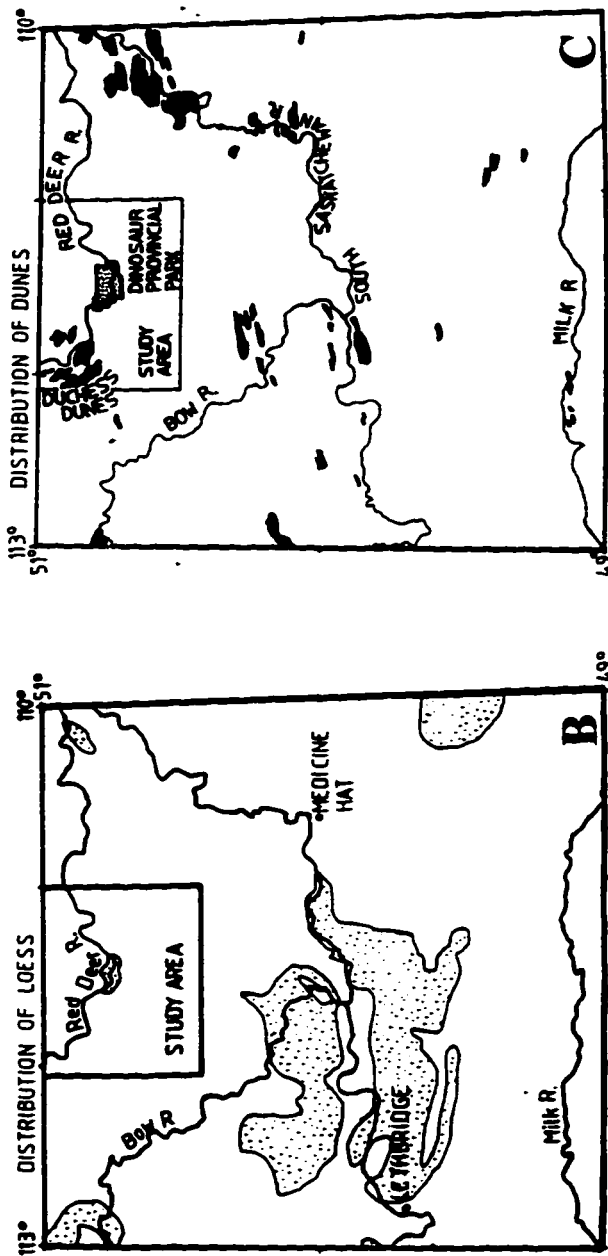 DISTRIBUTION OF LOESS
113°
110°
51°
Red Deer R.
STUDY AREA
BOW R
MEDICINE
HAT
LETHBRIDGE
Milk R.
B
49°
DISTRIBUTION OF DUNES
113°
110°
51°
RED DEER R.
DUCHESS
DUNES
DINOSAUR
PROVINCIAL
PARK
STUDY
AREA
BOW R.
SOUTH
SASKATCHEWAN R
MILK R
C
49